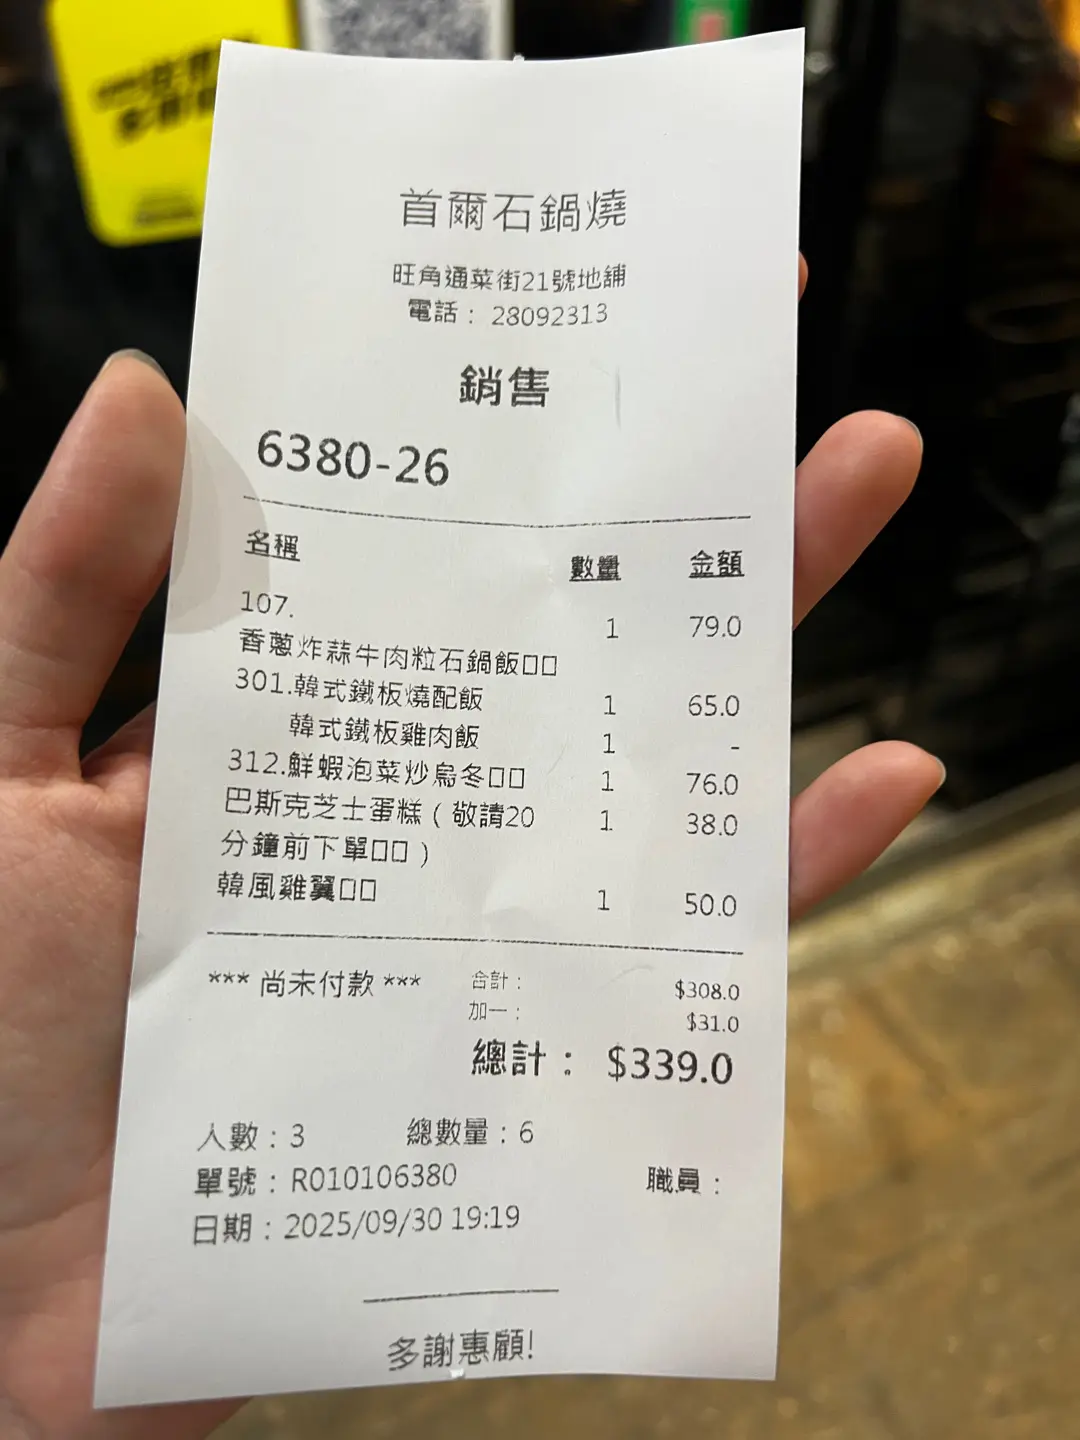 首爾石鍋燒
旺角通菜街21號地舖
電話： 28092313
銷售
6380-26
名稱 數量 金額
107. 1 79.0
香蔥炸蒜牛肉粒石鍋飯□□
301.韓式鐵板燒配飯 1 65.0
韓式鐵板雞肉飯 1 -
312.鮮蝦泡菜炒烏冬□□ 1 76.0
巴斯克芝士蛋糕（敬請20 1 38.0
分鐘前下單□□）
韓風雞翼□□ 1 50.0
*** 尚未付款 *** 合計： $308.0
加一： $31.0
總計： $339.0
人數：3 總數量：6
單號：R010106380 職員：
日期：2025/09/30 19:19
多謝惠顧!